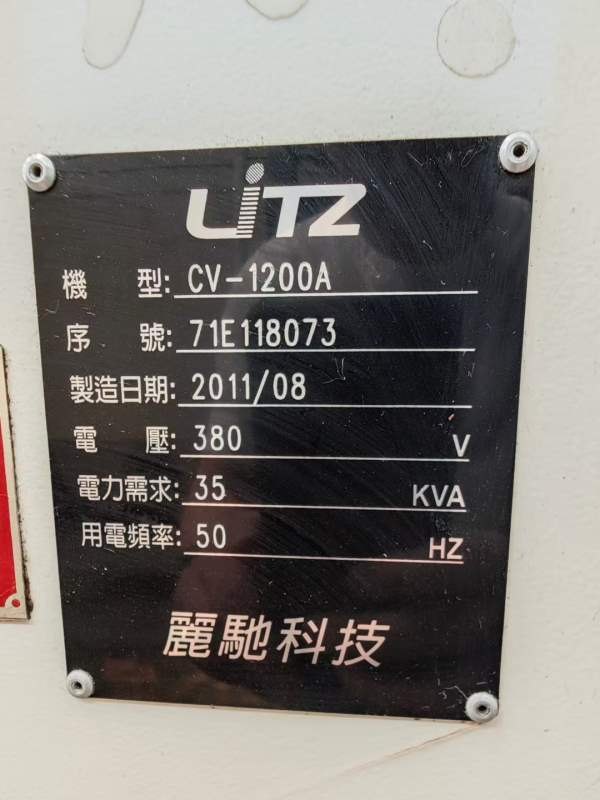 LiTZ
機 型: CV-1200A
序 號: 71E118073
製造日期: 2011/08
電 壓: 380 V
電力需求: 35 KVA
用電頻率: 50 HZ
麗馳科技